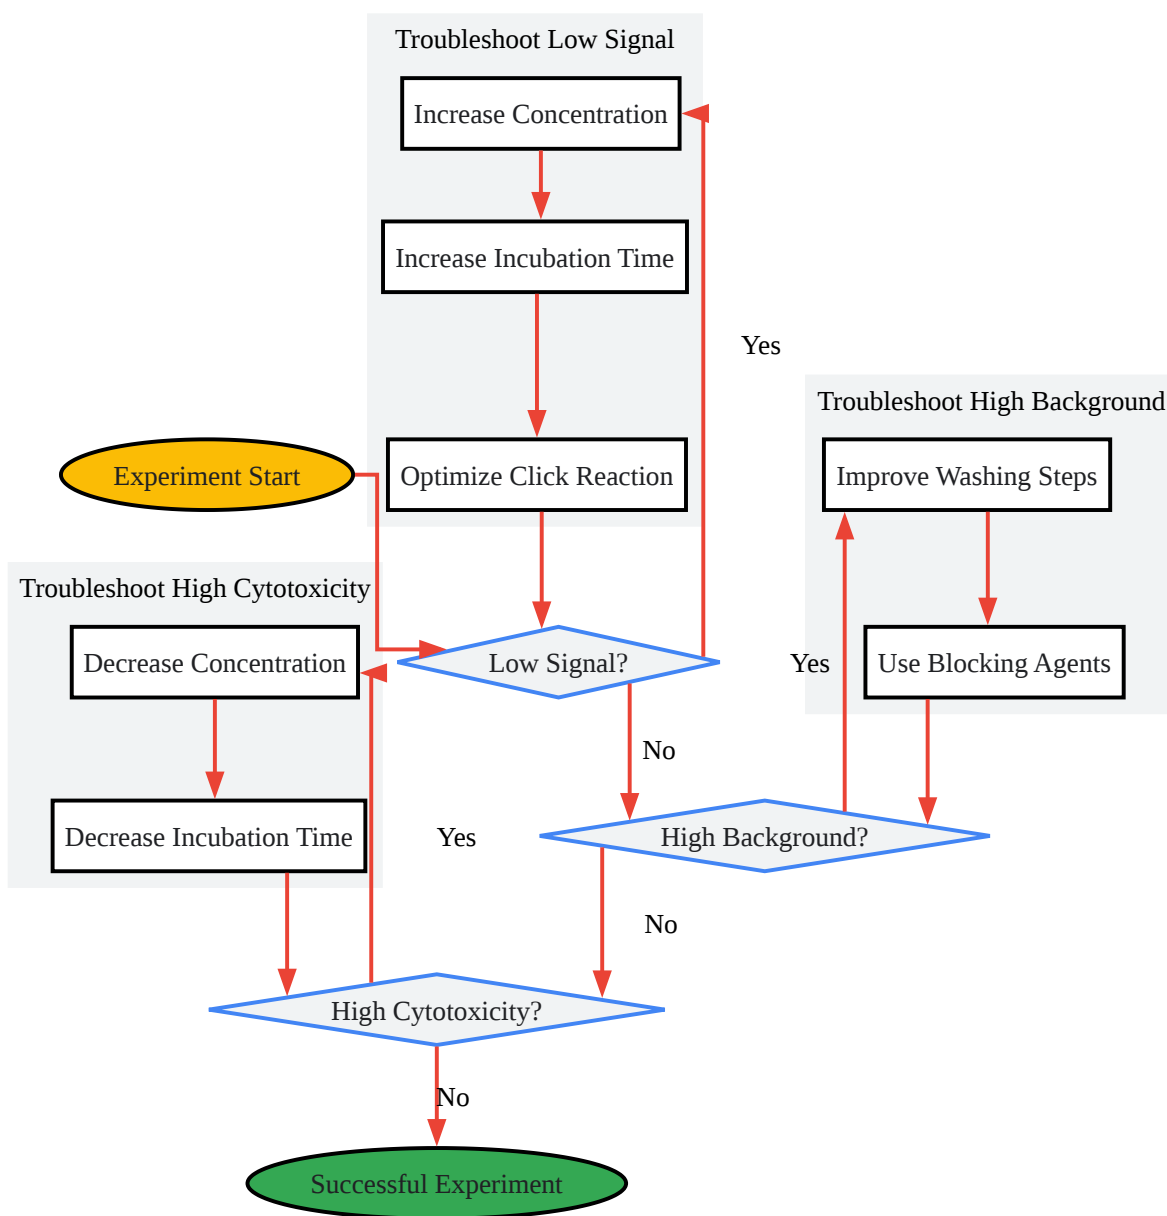 Troubleshoot Low Signal
Increase Concentration
Increase Incubation Time
Yes
Troubleshoot High Background
Experiment Start
Optimize Click Reaction
Improve Washing Steps
Troubleshoot High Cytotoxicity
Decrease Concentration
Low Signal?
Yes
Use Blocking Agents
No
Decrease Incubation Time
Yes
High Background?
No
High Cytotoxicity?
No
Successful Experiment